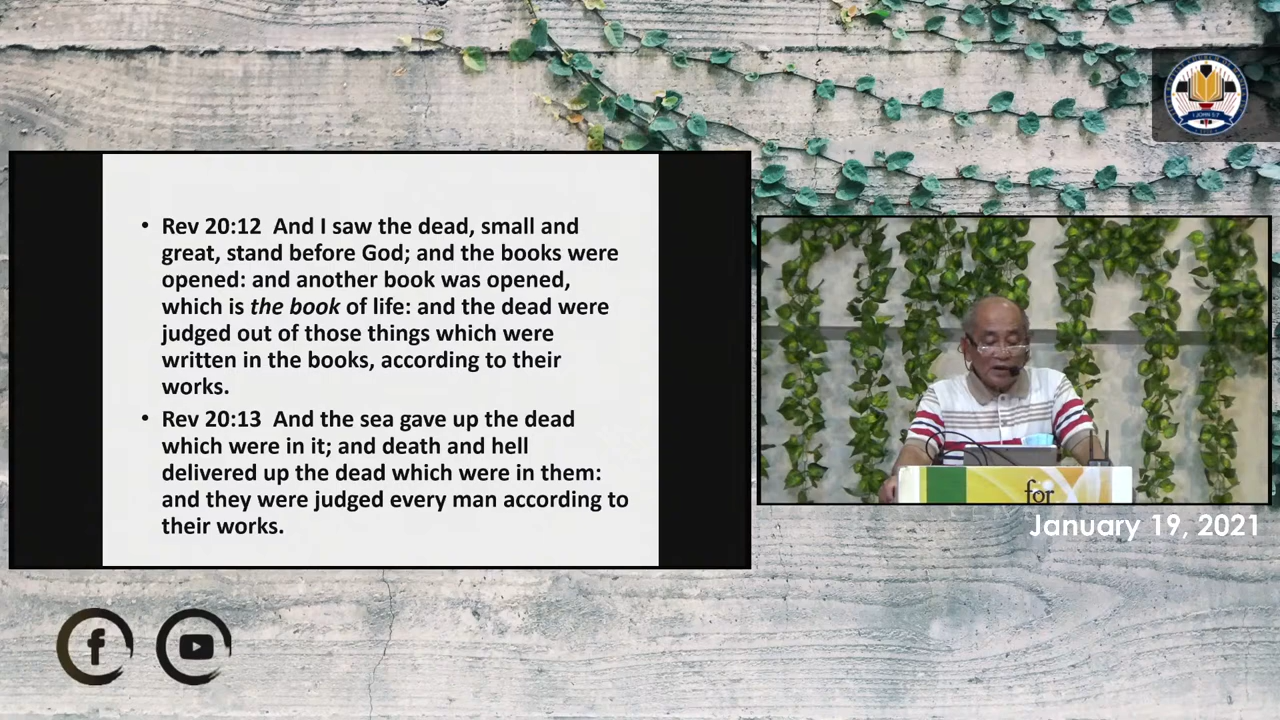 • Rev 20:12  And I saw the dead, small and
great, stand before God; and the books were
opened: and another book was opened,
which is the book of life: and the dead were
judged out of those things which were
written in the books, according to their
works.
• Rev 20:13  And the sea gave up the dead
which were in it; and death and hell
delivered up the dead which were in them:
and they were judged every man according to
their works.
I JOHN 5:7
for
January 19, 2021